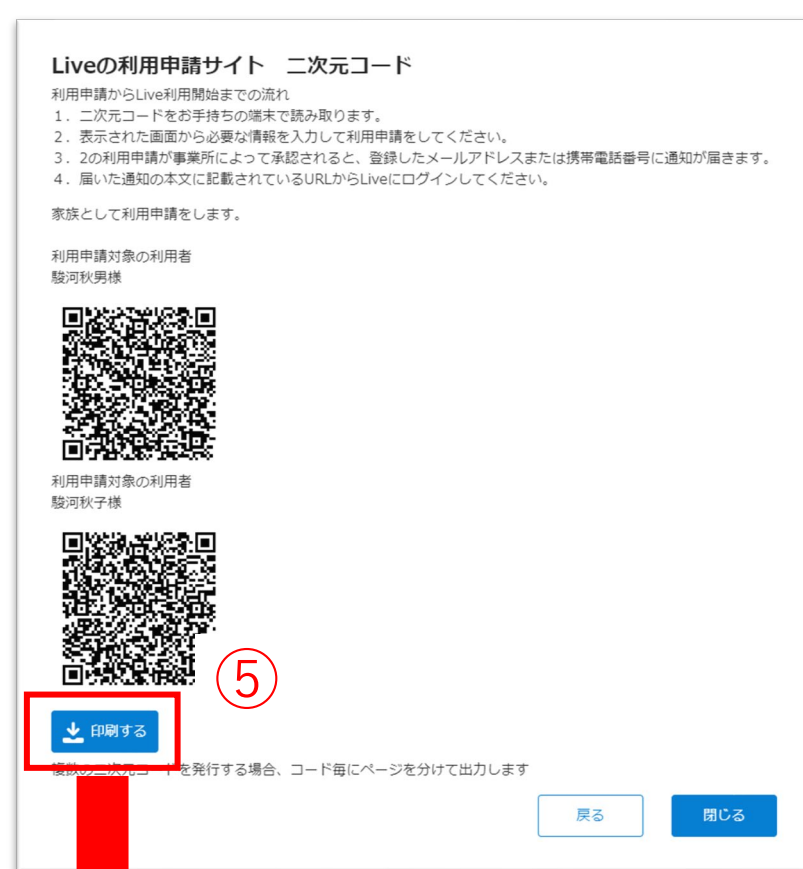 Liveの利用申請サイト　二次元コード
利用申請からLive利用開始までの流れ
1. 二次元コードをお手持ちの端末で読み取ります。
2. 表示された画面から必要な情報を入力して利用申請をしてください。
3. 2の利用申請が事業所によって承認されると、登録したメールアドレスまたは携帯電話番号に通知が届きます。
4. 届いた通知の本文に記載されているURLからLiveにログインしてください。
家族として利用申請をします。
利用申請対象の利用者
駿河秋男様
利用申請対象の利用者
駿河秋子様
⑤
印刷する
複数の二次元コードを発行する場合、コード毎にページを分けて出力します
戻る
閉じる